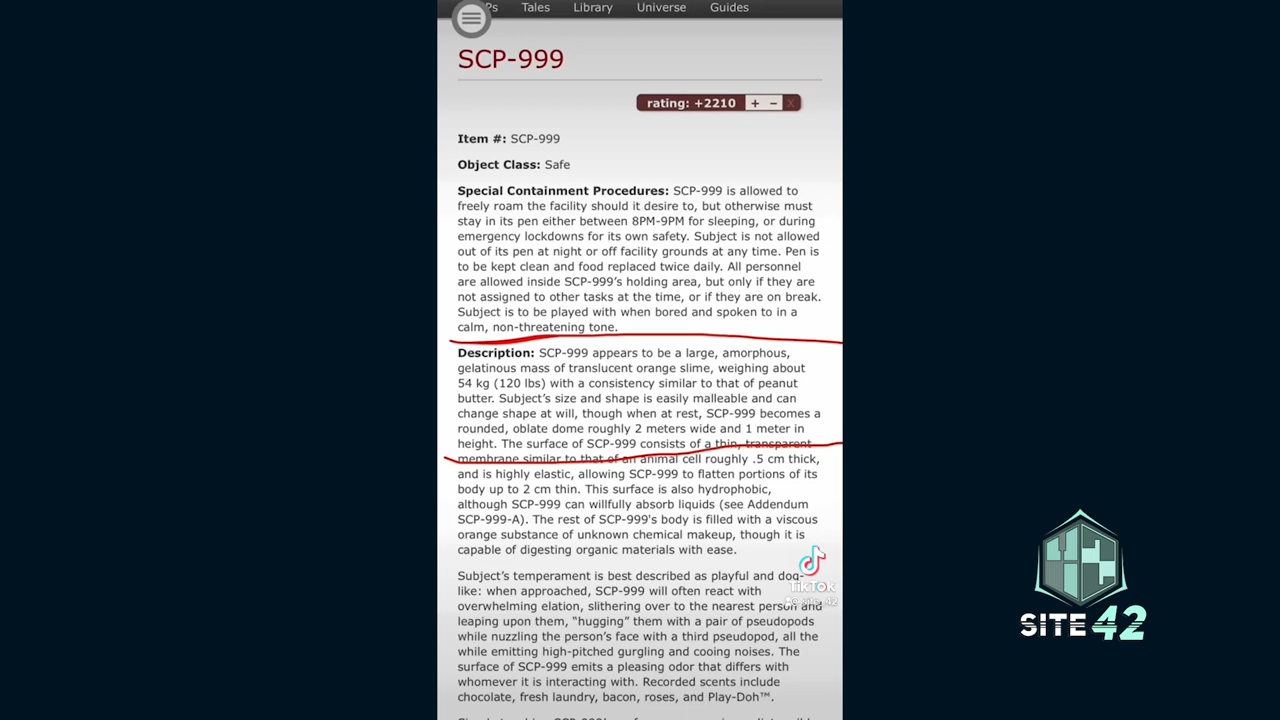 Ps Tales Library Universe Guides
SCP-999
rating: +2210 + − X
Item #: SCP-999
Object Class: Safe
Special Containment Procedures: SCP-999 is allowed to
freely roam the facility should it desire to, but otherwise must
stay in its pen either between 8PM-9PM for sleeping, or during
emergency lockdowns for its own safety. Subject is not allowed
out of its pen at night or off facility grounds at any time. Pen is
to be kept clean and food replaced twice daily. All personnel
are allowed inside SCP-999’s holding area, but only if they are
not assigned to other tasks at the time, or if they are on break.
Subject is to be played with when bored and spoken to in a
calm, non-threatening tone.
Description: SCP-999 appears to be a large, amorphous,
gelatinous mass of translucent orange slime, weighing about
54 kg (120 lbs) with a consistency similar to that of peanut
butter. Subject’s size and shape is easily malleable and can
change shape at will, though when at rest, SCP-999 becomes a
rounded, oblate dome roughly 2 meters wide and 1 meter in
height. The surface of SCP-999 consists of a thin, transparent
membrane similar to that of an animal cell roughly .5 cm thick,
and is highly elastic, allowing SCP-999 to flatten portions of its
body up to 2 cm thin. This surface is also hydrophobic,
although SCP-999 can willfully absorb liquids (see Addendum
SCP-999-A). The rest of SCP-999's body is filled with a viscous
orange substance of unknown chemical makeup, though it is
capable of digesting organic materials with ease.
Subject’s temperament is best described as playful and dog-
like: when approached, SCP-999 will often react with
overwhelming elation, slithering over to the nearest person and
leaping upon them, “hugging” them with a pair of pseudopods
while nuzzling the person’s face with a third pseudopod, all the
while emitting high-pitched gurgling and cooing noises. The
surface of SCP-999 emits a pleasing odor that differs with
whomever it is interacting with. Recorded scents include
chocolate, fresh laundry, bacon, roses, and Play-Doh™.
TikTok
@ site_42
SITE 42